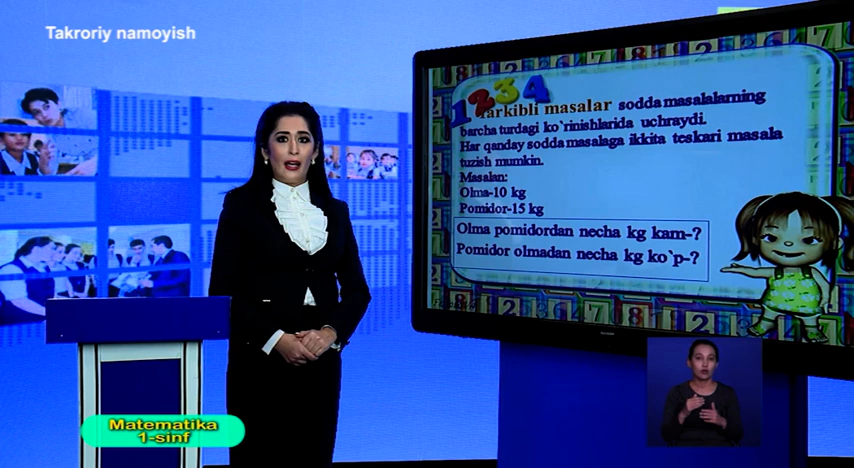 Takroriy namoyish
1234
Tarkibli masalar sodda masalalarning
barcha turdagi ko`rinishlarida uchraydi.
Har qanday sodda masalaga ikkita teskari masala
tuzish mumkin.
Masalan:
Olma-10 kg
Pomidor-15 kg
Olma pomidordan necha kg kam-?
Pomidor olmadan necha kg ko`p-?
Matematika
1-sinf